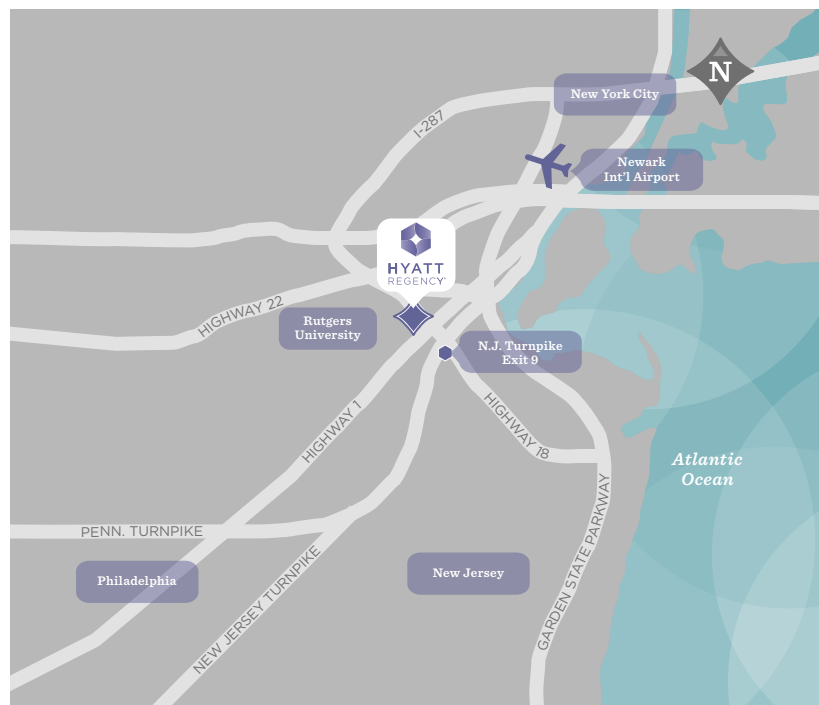 N
New York City
I-287
Newark
Int'l Airport
HYATT
REGENCY
HIGHWAY 22
Rutgers
University
N.J. Turnpike
Exit 9
HIGHWAY 1
HIGHWAY 18
Atlantic
Ocean
PENN. TURNPIKE
GARDEN STATE PARKWAY
NEW JERSEY TURNPIKE
Philadelphia
New Jersey